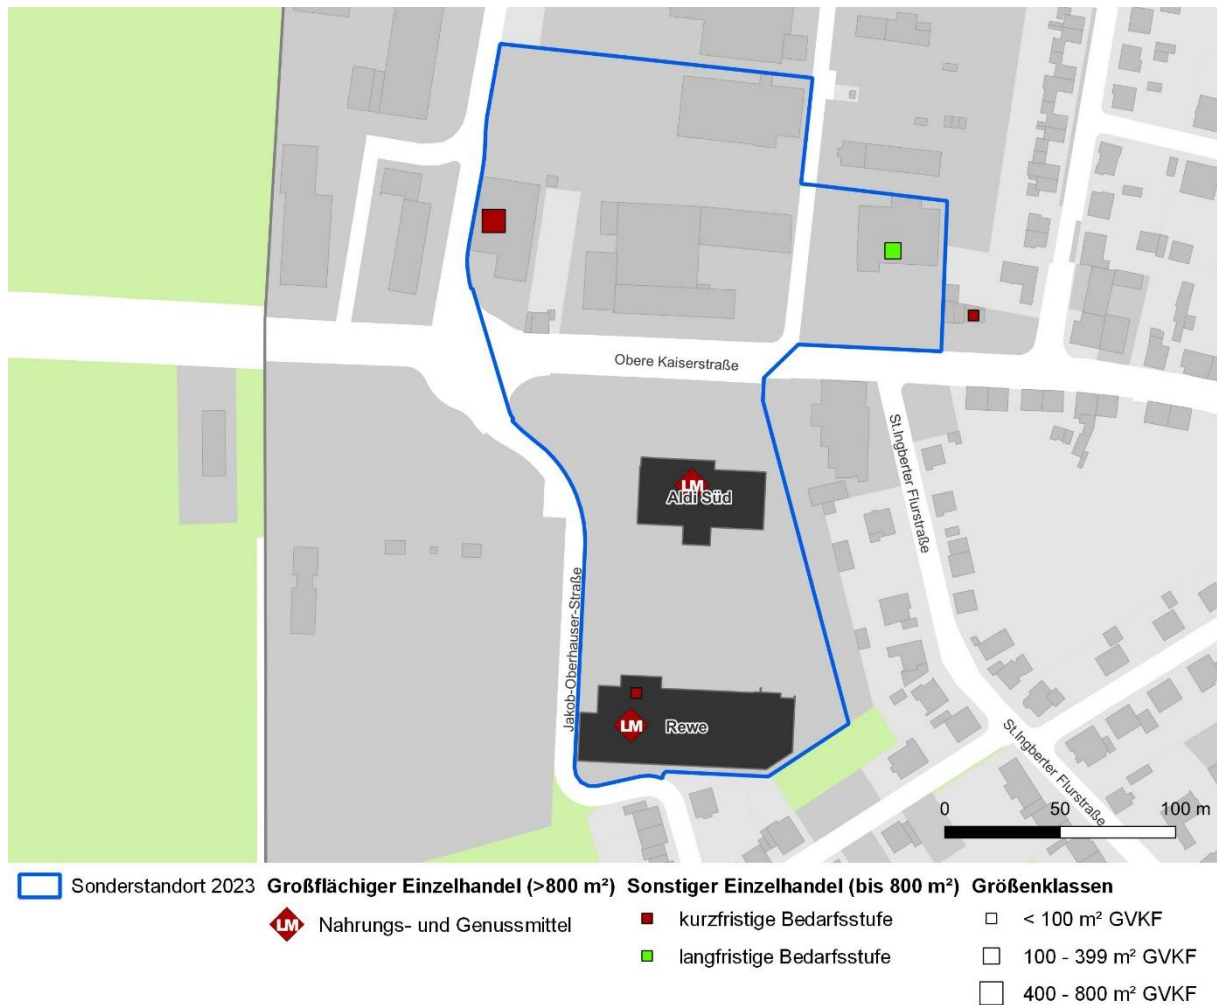 Obere Kaiserstraße
St.Ingberter Flurstraße
LM
Aldi Süd
Jakob-Oberhauser-Straße
LM
Rewe
St.Ingberter Flurstraße
0 50 100 m
Sonderstandort 2023 Großflächiger Einzelhandel (>800 m²) Sonstiger Einzelhandel (bis 800 m²) Größenklassen
LM Nahrungs- und Genussmittel kurzfristige Bedarfsstufe < 100 m² GVKF
langfristige Bedarfsstufe 100 - 399 m² GVKF
400 - 800 m² GVKF